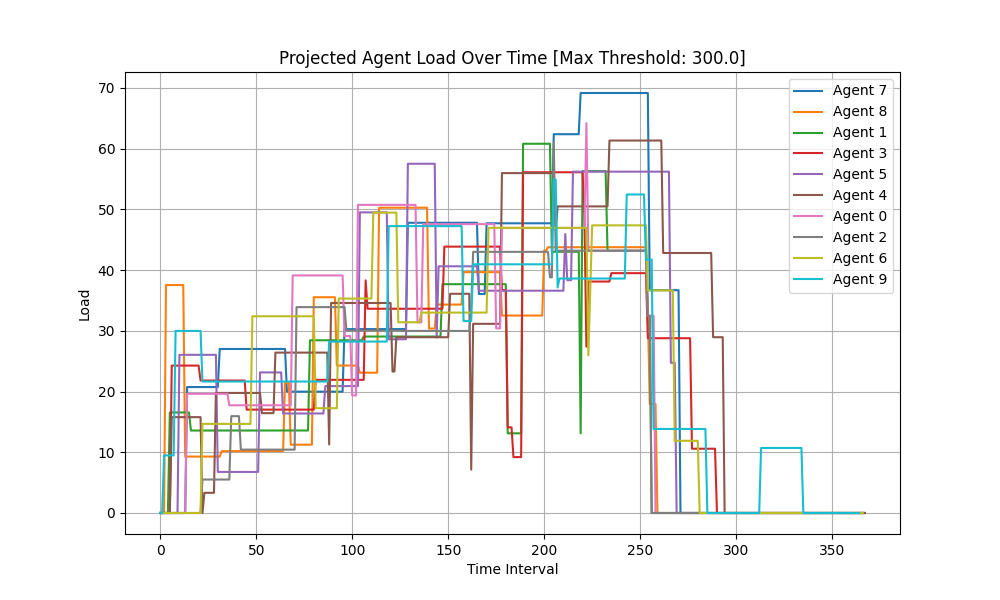 Projected Agent Load Over Time [Max Threshold: 300.0]
Load
70
60
50
40
30
20
10
0
0 50 100 150 200 250 300 350
Time Interval
Agent 7
Agent 8
Agent 1
Agent 3
Agent 5
Agent 4
Agent 0
Agent 2
Agent 6
Agent 9